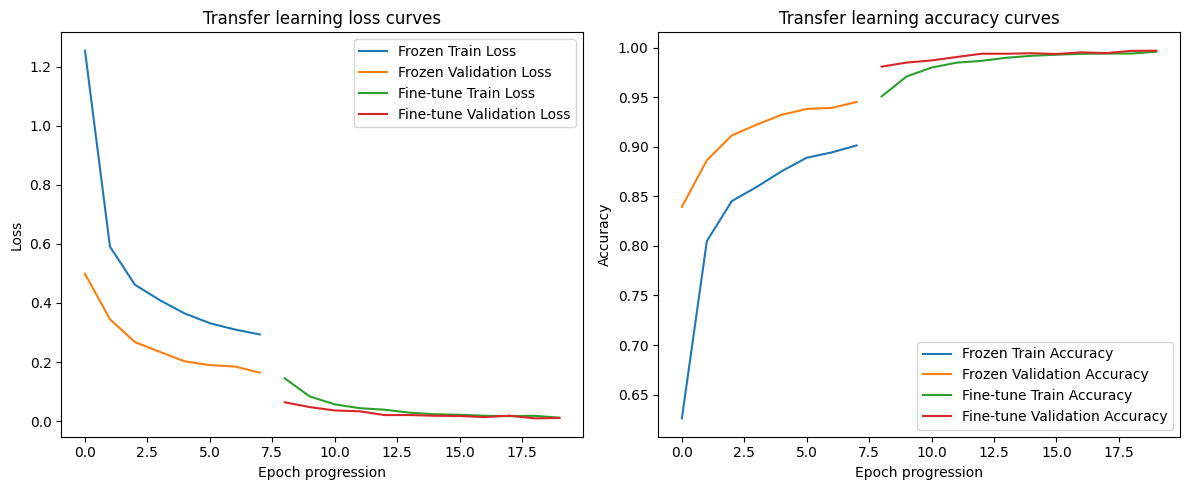 Transfer learning loss curves
Loss
1.2
1.0
0.8
0.6
0.4
0.2
0.0
Frozen Train Loss
Frozen Validation Loss
Fine-tune Train Loss
Fine-tune Validation Loss
0.0 2.5 5.0 7.5 10.0 12.5 15.0 17.5
Epoch progression
Transfer learning accuracy curves
Accuracy
1.00
0.95
0.90
0.85
0.80
0.75
0.70
0.65
Frozen Train Accuracy
Frozen Validation Accuracy
Fine-tune Train Accuracy
Fine-tune Validation Accuracy
0.0 2.5 5.0 7.5 10.0 12.5 15.0 17.5
Epoch progression